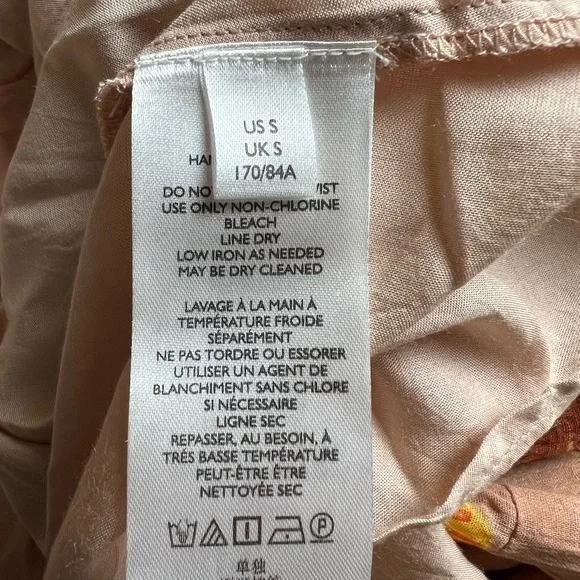 US S
UK S
170/84A
HA
DO NO IST
USE ONLY NON-CHLORINE
BLEACH
LINE DRY
LOW IRON AS NEEDED
MAY BE DRY CLEANED
LAVAGE À LA MAIN À
TEMPÉRATURE FROIDE
SÉPARÉMENT
NE PAS TORDRE OU ESSORER
UTILISER UN AGENT DE
BLANCHIMENT SANS CHLORE
SI NÉCESSAIRE
LIGNE SEC
REPASSER, AU BESOIN, À
TRÉS BASSE TEMPÉRATURE
PEUT-ÊTRE ÊTRE
NETTOYÉE SEC
P
单独